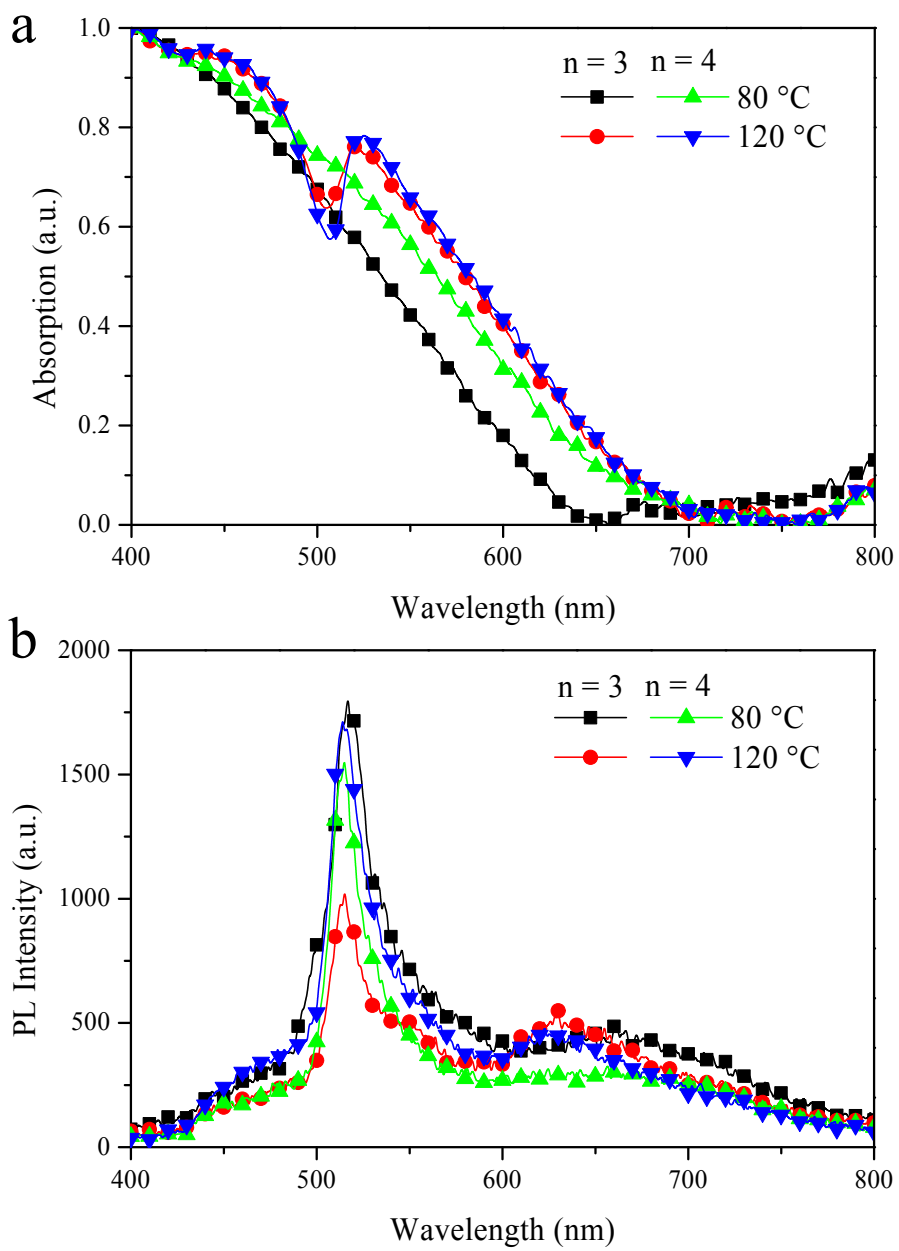 a
n = 3 n = 4
80 °C
120 °C
1.0
0.8
0.6
0.4
0.2
0.0
Absorption (a.u.)
400 500 600 700 800
Wavelength (nm)
b
n = 3 n = 4
80 °C
120 °C
2000
1500
1000
500
0
PL Intensity (a.u.)
400 500 600 700 800
Wavelength (nm)